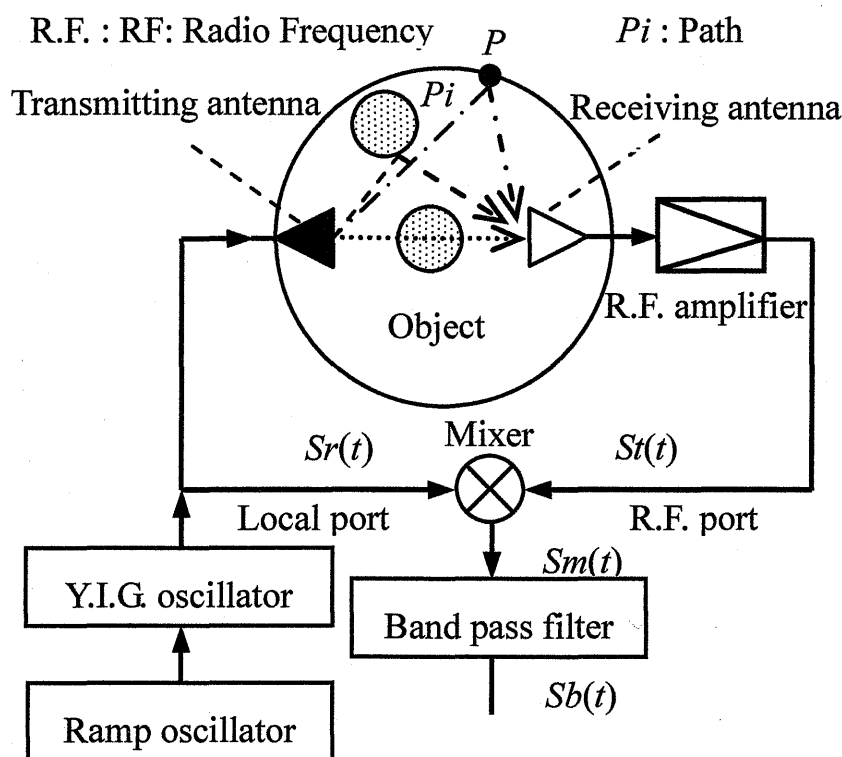 R.F. : RF: Radio Frequency
Pi : Path
P
Transmitting antenna
Pi
Receiving antenna
Object
R.F. amplifier
Mixer
Sr(t)
St(t)
Local port
R.F. port
Sm(t)
Y.I.G. oscillator
Band pass filter
Sb(t)
Ramp oscillator